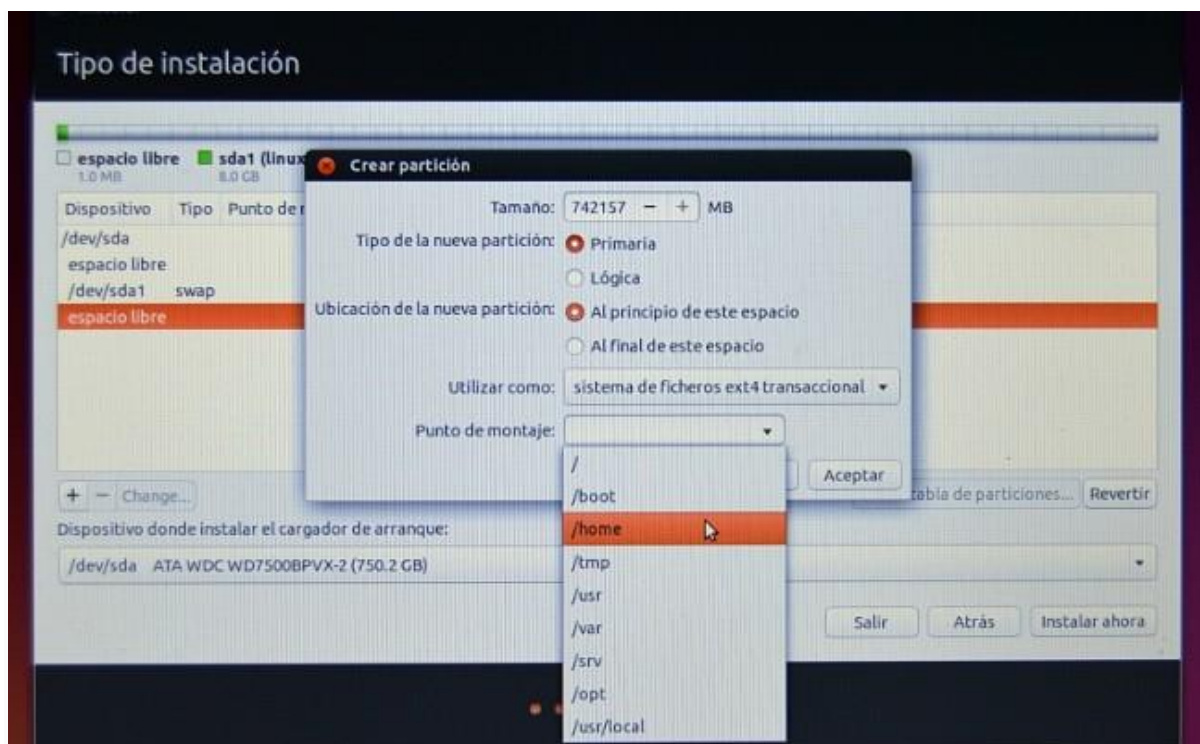 Tipo de instalación
espacio libre sda1 (linux
1.0 MB 8.0 GB
Crear partición
Dispositivo Tipo Punto de
/dev/sda
espacio libre
/dev/sda1 swap
espacio libre
Tamaño: 742157 − + MB
Tipo de la nueva partición: Primaria
Lógica
Ubicación de la nueva partición: Al principio de este espacio
Al final de este espacio
Utilizar como: sistema de ficheros ext4 transaccional
Punto de montaje:
/
/boot
/home
/tmp
/usr
/var
/srv
/opt
/usr/local
Aceptar
+ − Change... tabla de particiones... Revertir
Dispositivo donde instalar el cargador de arranque:
/dev/sda ATA WDC WD7500BPVX-2 (750.2 GB)
Salir Atrás Instalar ahora